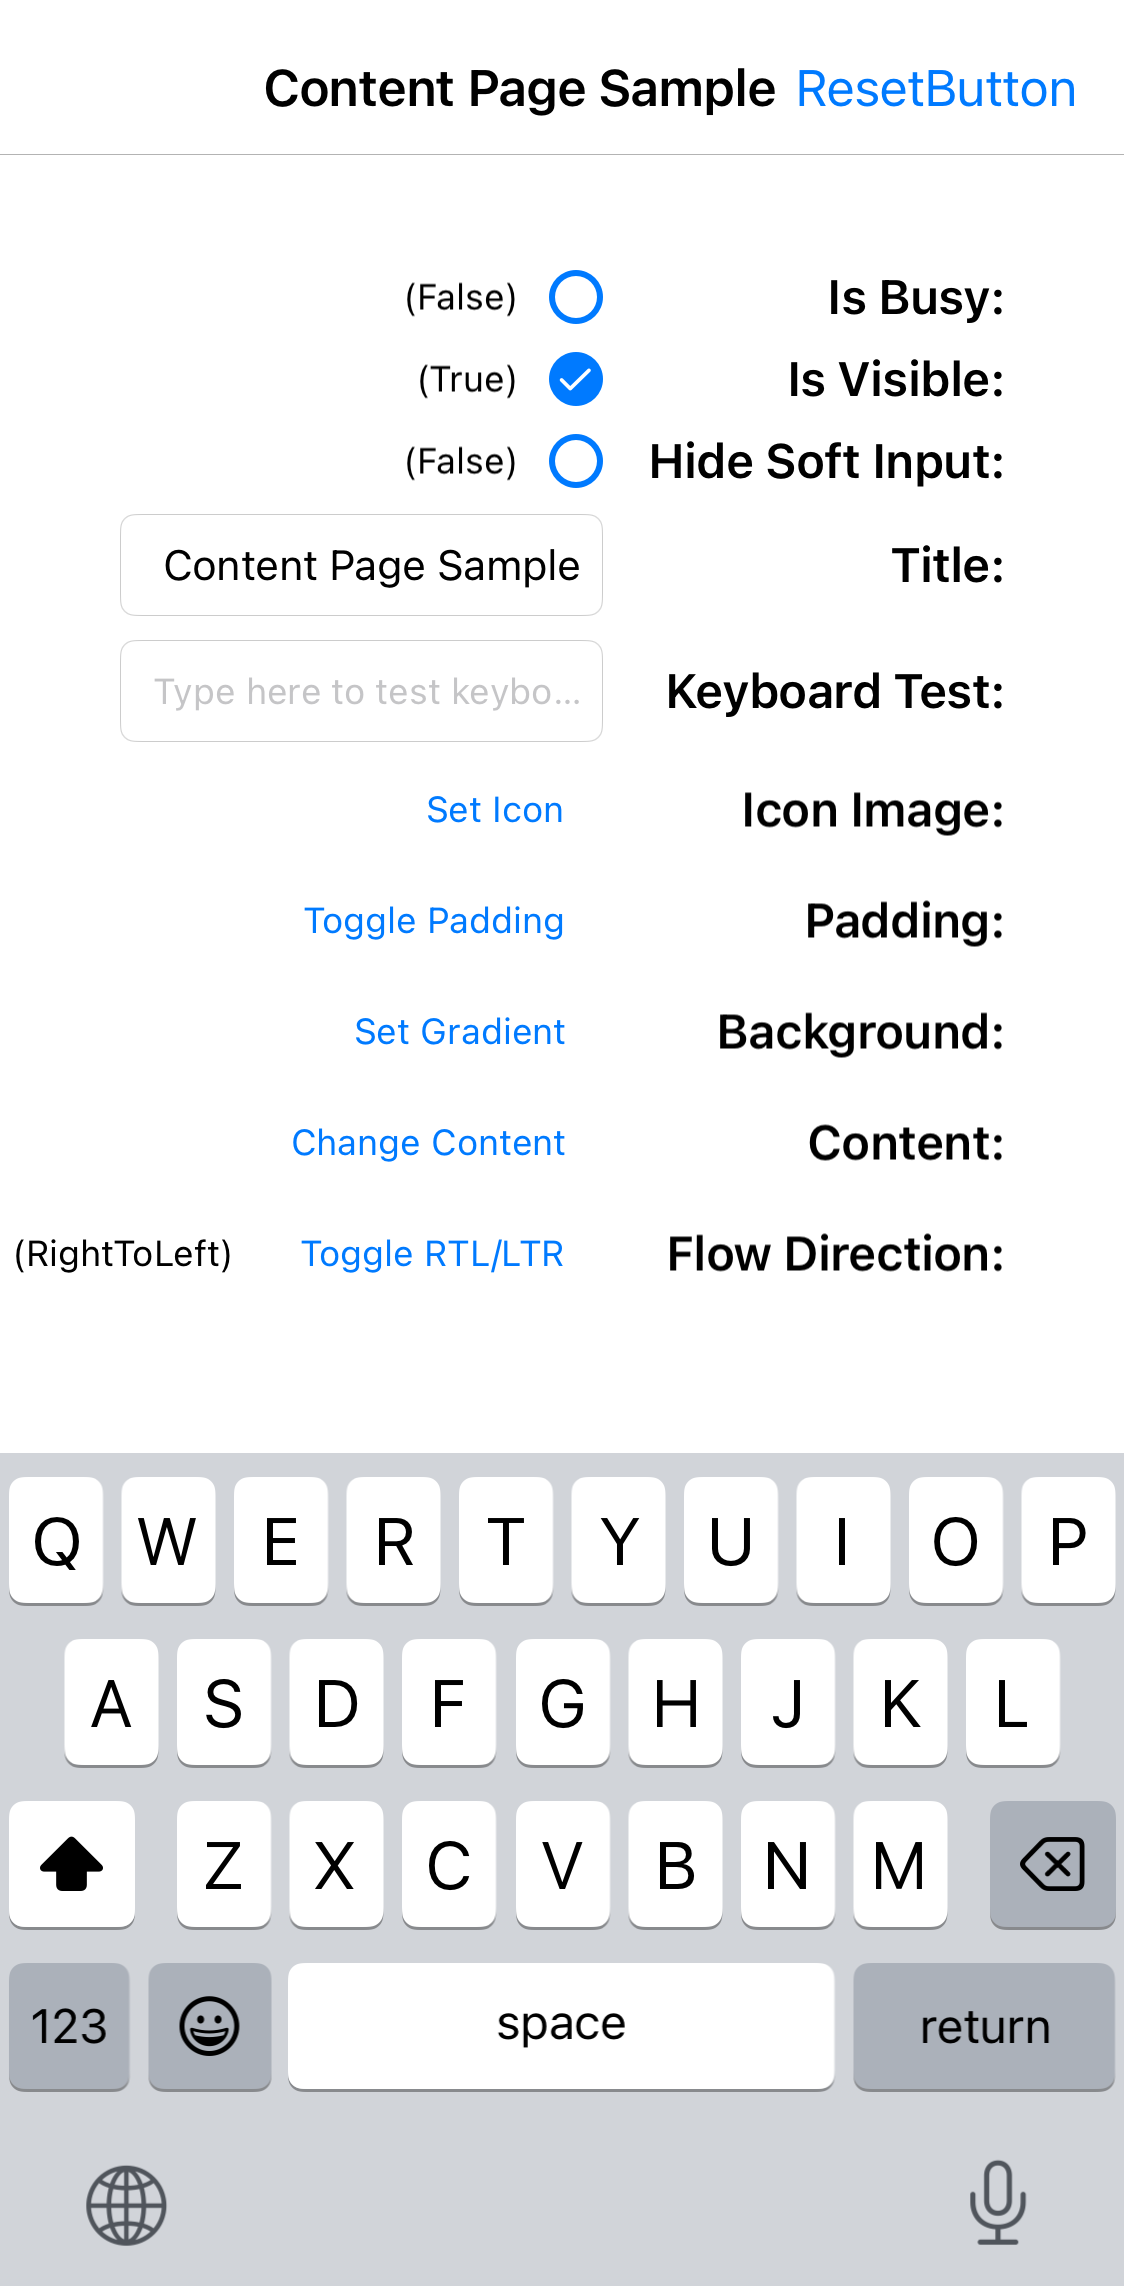 Content Page Sample ResetButton
Is Busy: (False)
Is Visible: (True)
Hide Soft Input: (False)
Title: Content Page Sample
Keyboard Test: Type here to test keybo...
Icon Image: Set Icon
Padding: Toggle Padding
Background: Set Gradient
Content: Change Content
Flow Direction: Toggle RTL/LTR (RightToLeft)
Q W E R T Y U I O P
A S D F G H J K L
Z X C V B N M
123 space return